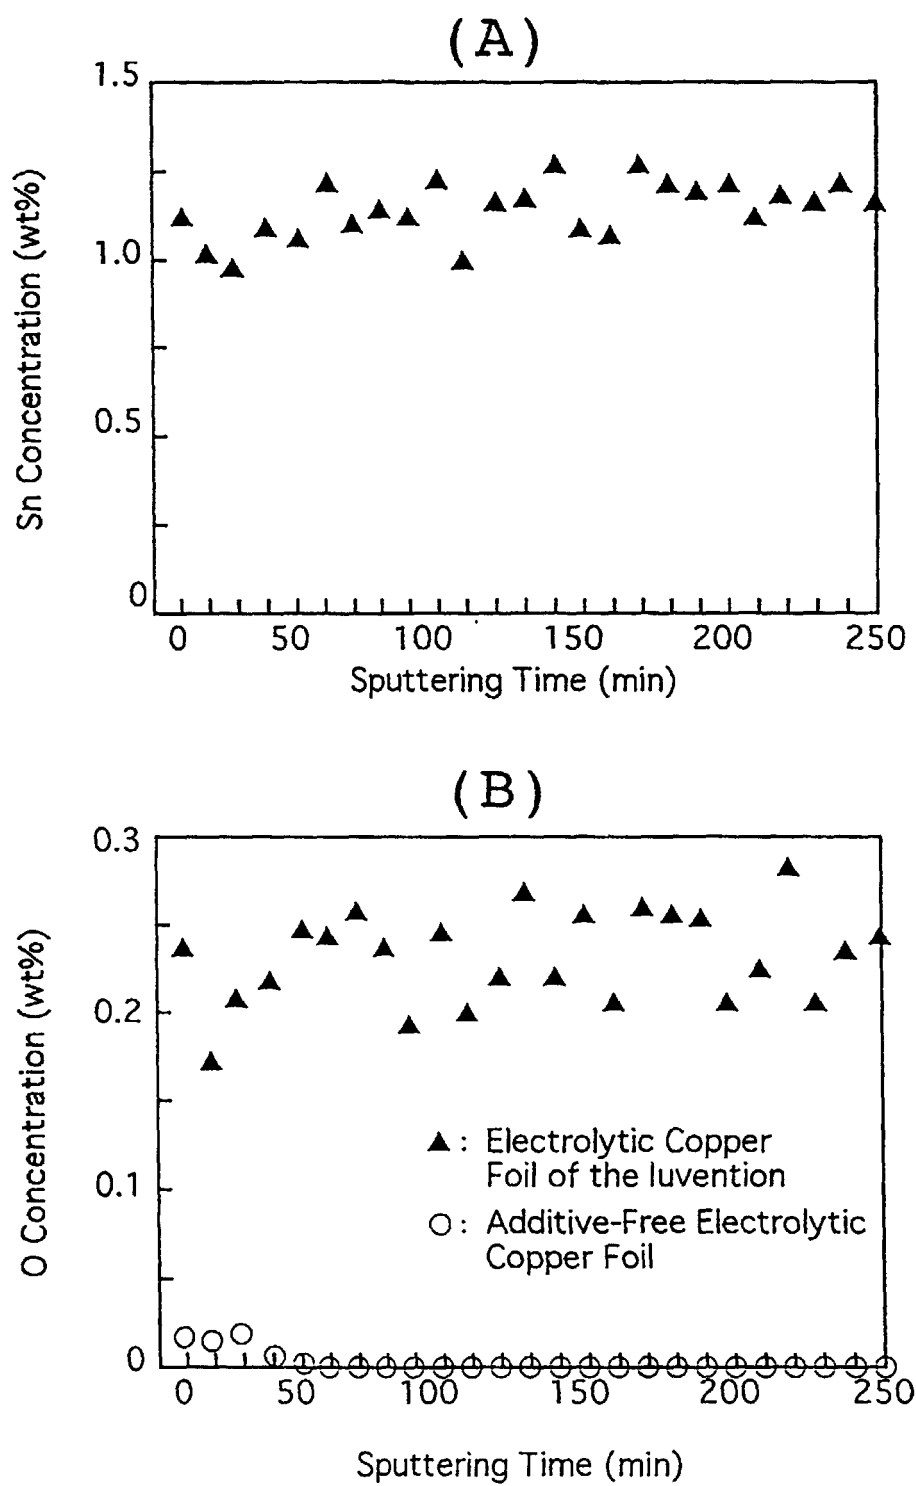 (A)
1.5
1.0
0.5
0
Sn Concentration (wt%)
0 50 100 150 200 250
Sputtering Time (min)
(B)
0.3
0.2
0.1
0
O Concentration (wt%)
▲: Electrolytic Copper
Foil of the Iuvention
○: Additive-Free Electrolytic
Copper Foil
0 50 100 150 200 250
Sputtering Time (min)